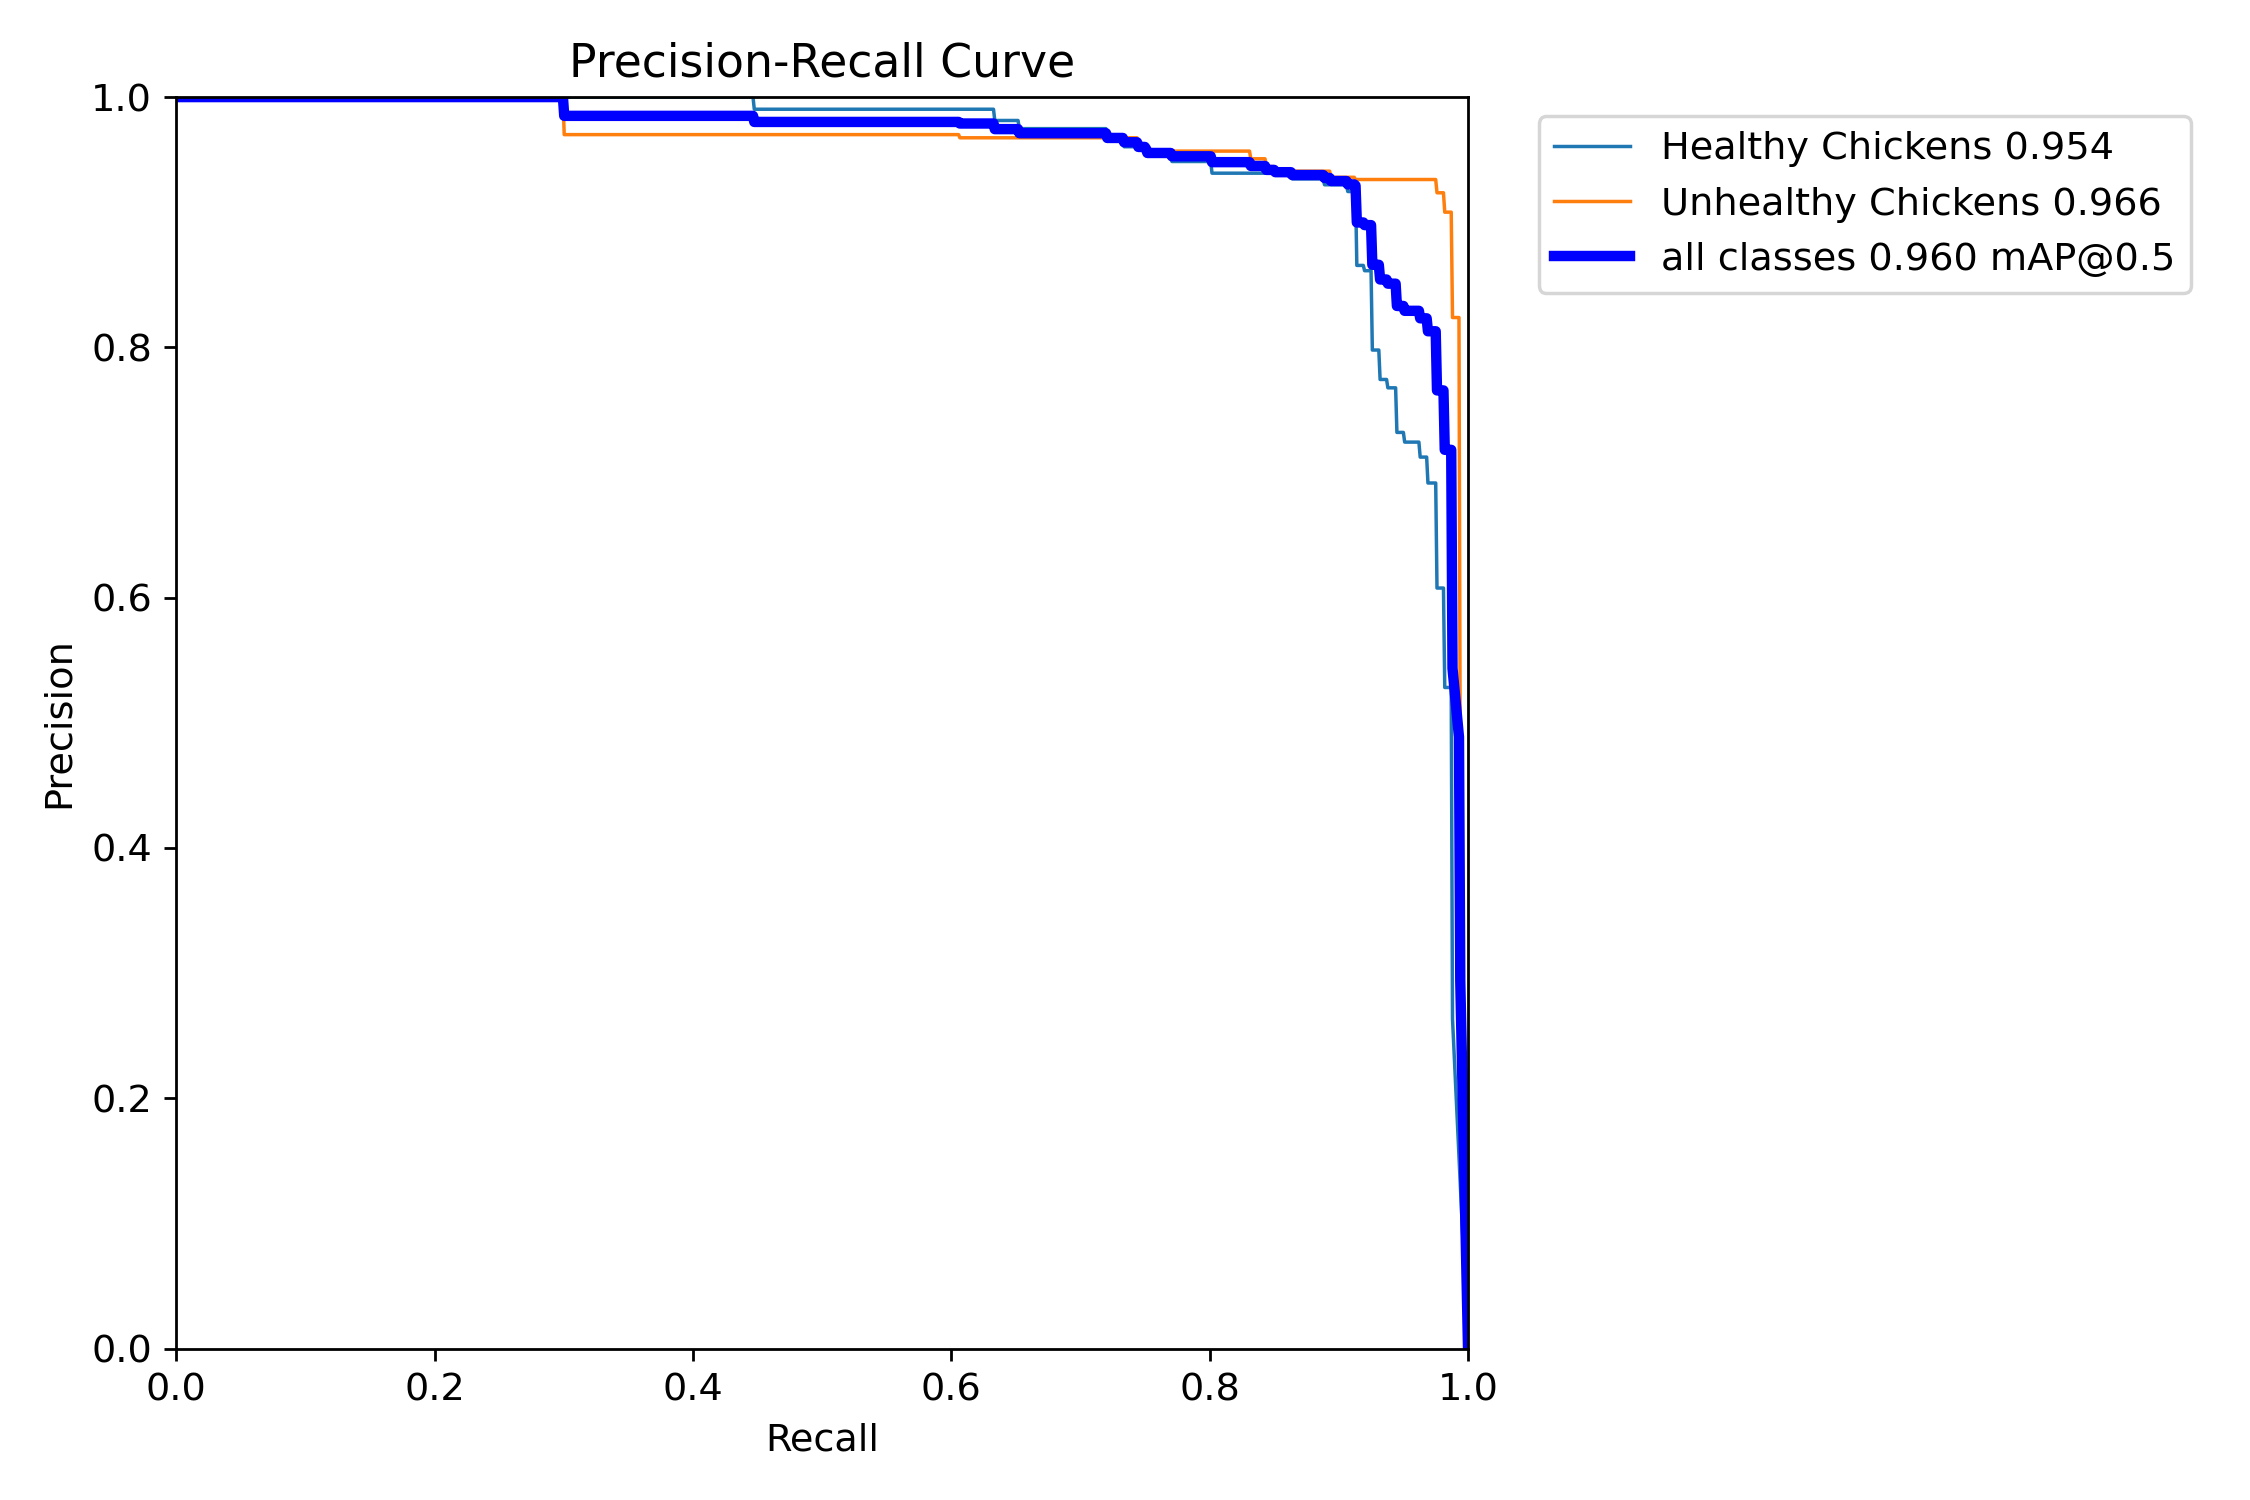 Precision-Recall Curve
1.0
0.8
0.6
0.4
0.2
0.0
Precision
0.0 0.2 0.4 0.6 0.8 1.0
Recall
Healthy Chickens 0.954
Unhealthy Chickens 0.966
all classes 0.960 mAP@0.5